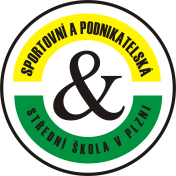 SPORTOVNÍ A PODNIKATELSKÁ
&
STŘEDNÍ ŠKOLA V PLZNI